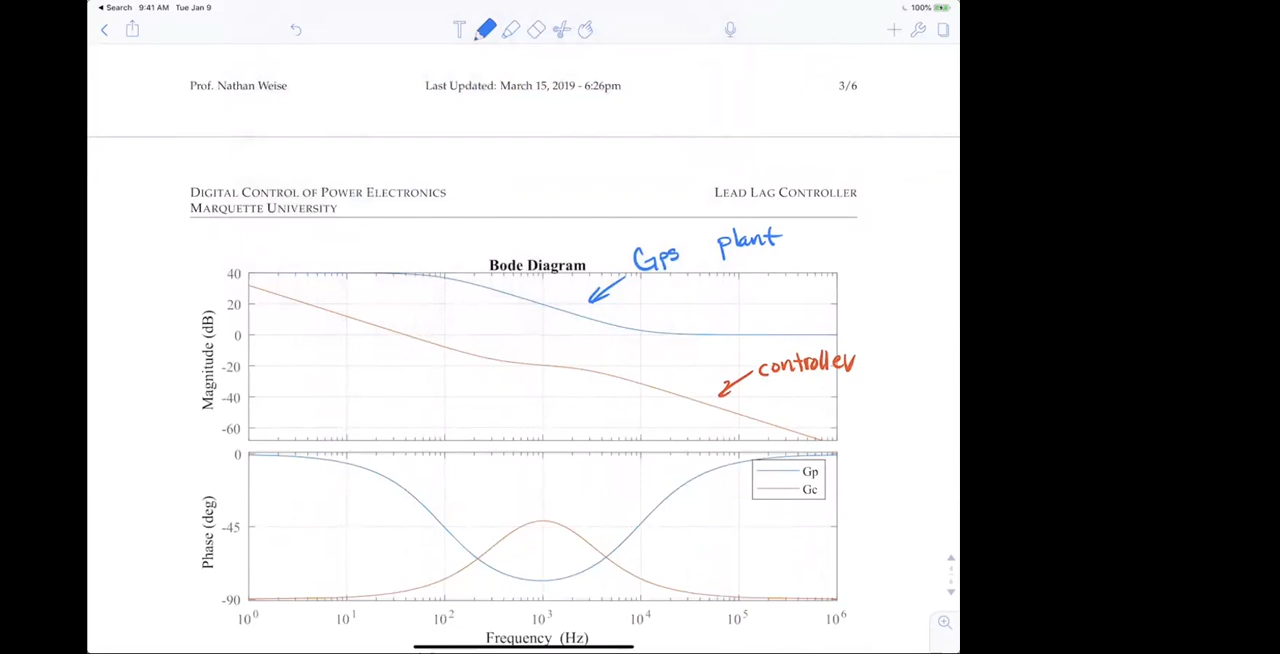 Search 9:41 AM Tue Jan 9
100%
T
Prof. Nathan Weise Last Updated: March 15, 2019 - 6:26pm 3/6
DIGITAL CONTROL OF POWER ELECTRONICS LEAD LAG CONTROLLER
MARQUETTE UNIVERSITY
Gps plant
Bode Diagram
Magnitude (dB)
40
20
0
-20
-40
-60
controller
Phase (deg)
0
-45
-90
Gp
Gc
10^0 10^1 10^2 10^3 10^4 10^5 10^6
Frequency (Hz)